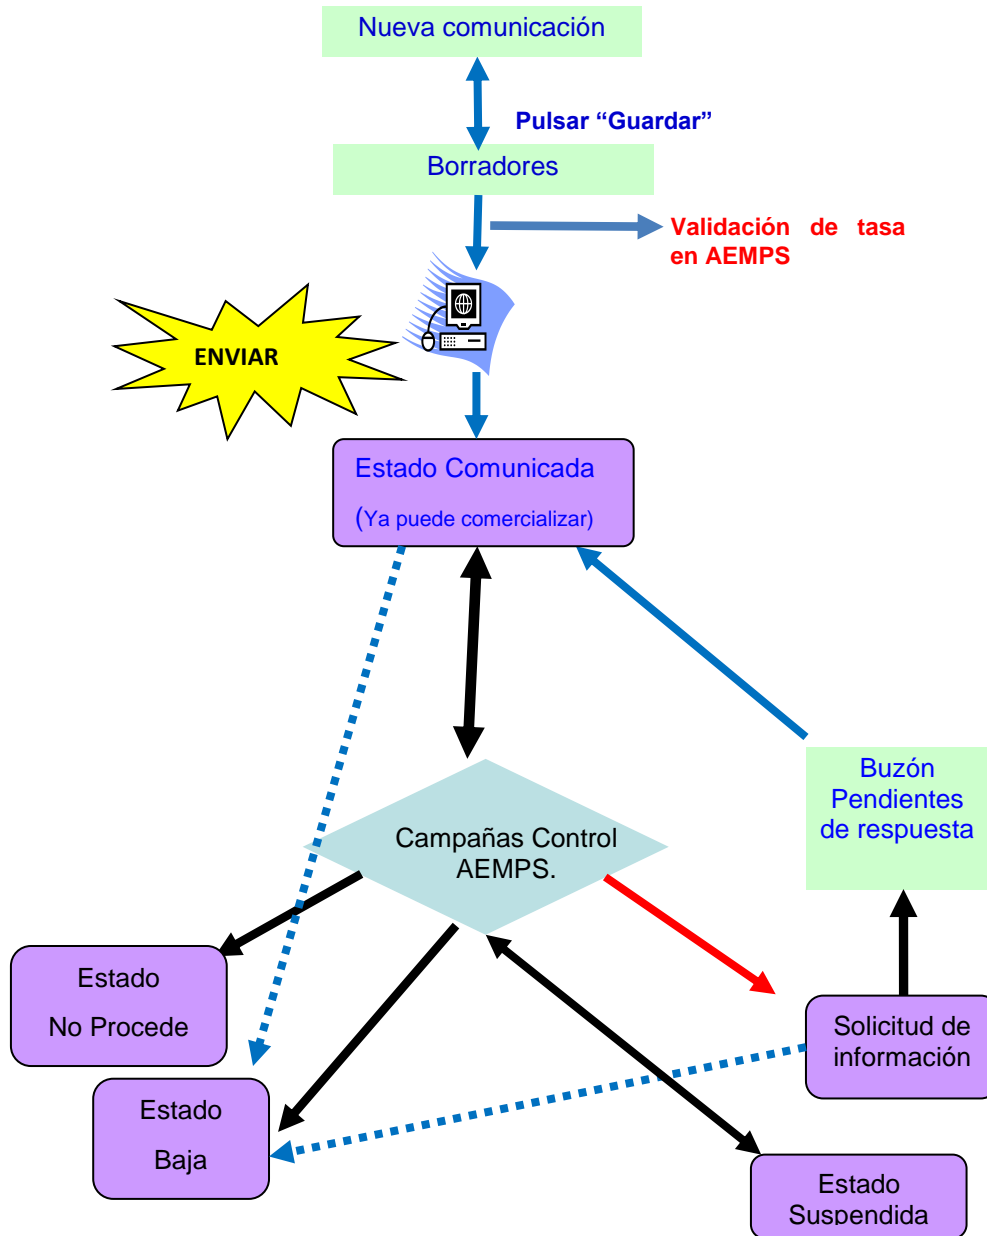 Nueva comunicación
Pulsar “Guardar”
Borradores
Validación de tasa
en AEMPS
ENVIAR
Estado Comunicada
(Ya puede comercializar)
Buzón
Pendientes
de respuesta
Campañas Control
AEMPS.
Estado
No Procede
Solicitud de
información
Estado
Baja
Estado
Suspendida